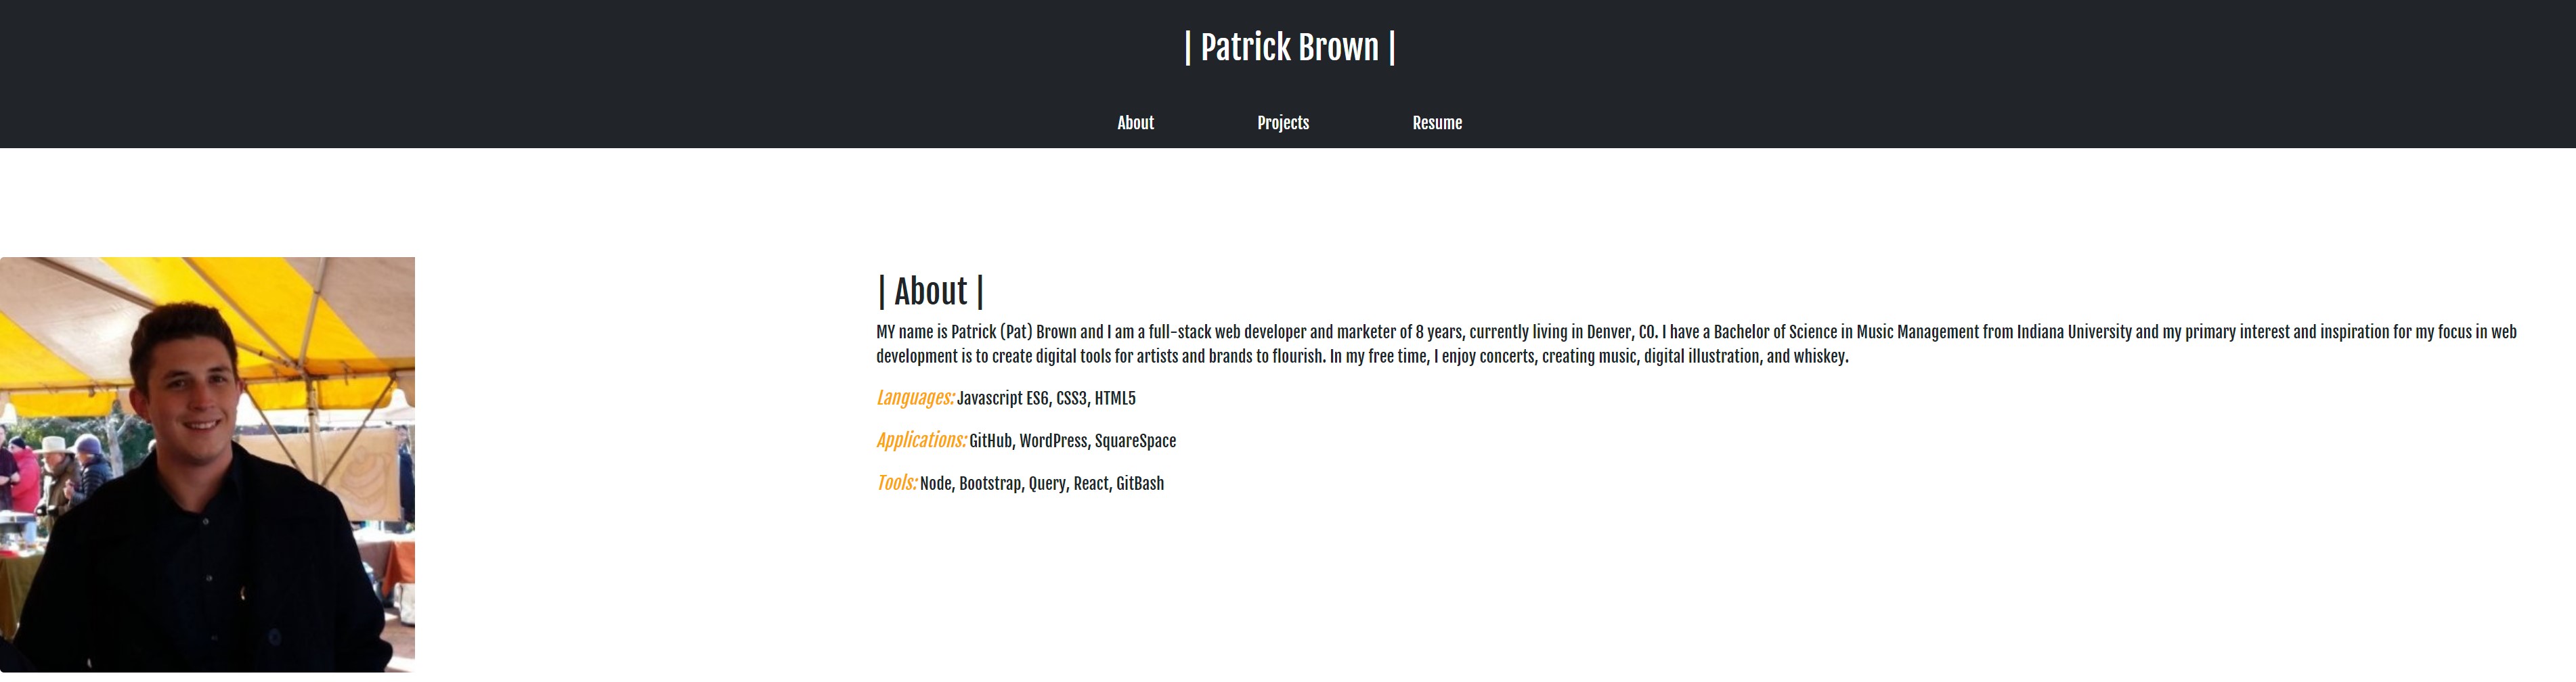 | Patrick Brown |
About Projects Resume
| About |
MY name is Patrick (Pat) Brown and I am a full-stack web developer and marketer of 8 years, currently living in Denver, CO. I have a Bachelor of Science in Music Management from Indiana University and my primary interest and inspiration for my focus in web
development is to create digital tools for artists and brands to flourish. In my free time, I enjoy concerts, creating music, digital illustration, and whiskey.
Languages: Javascript ES6, CSS3, HTML5
Applications: GitHub, WordPress, SquareSpace
Tools: Node, Bootstrap, Query, React, GitBash